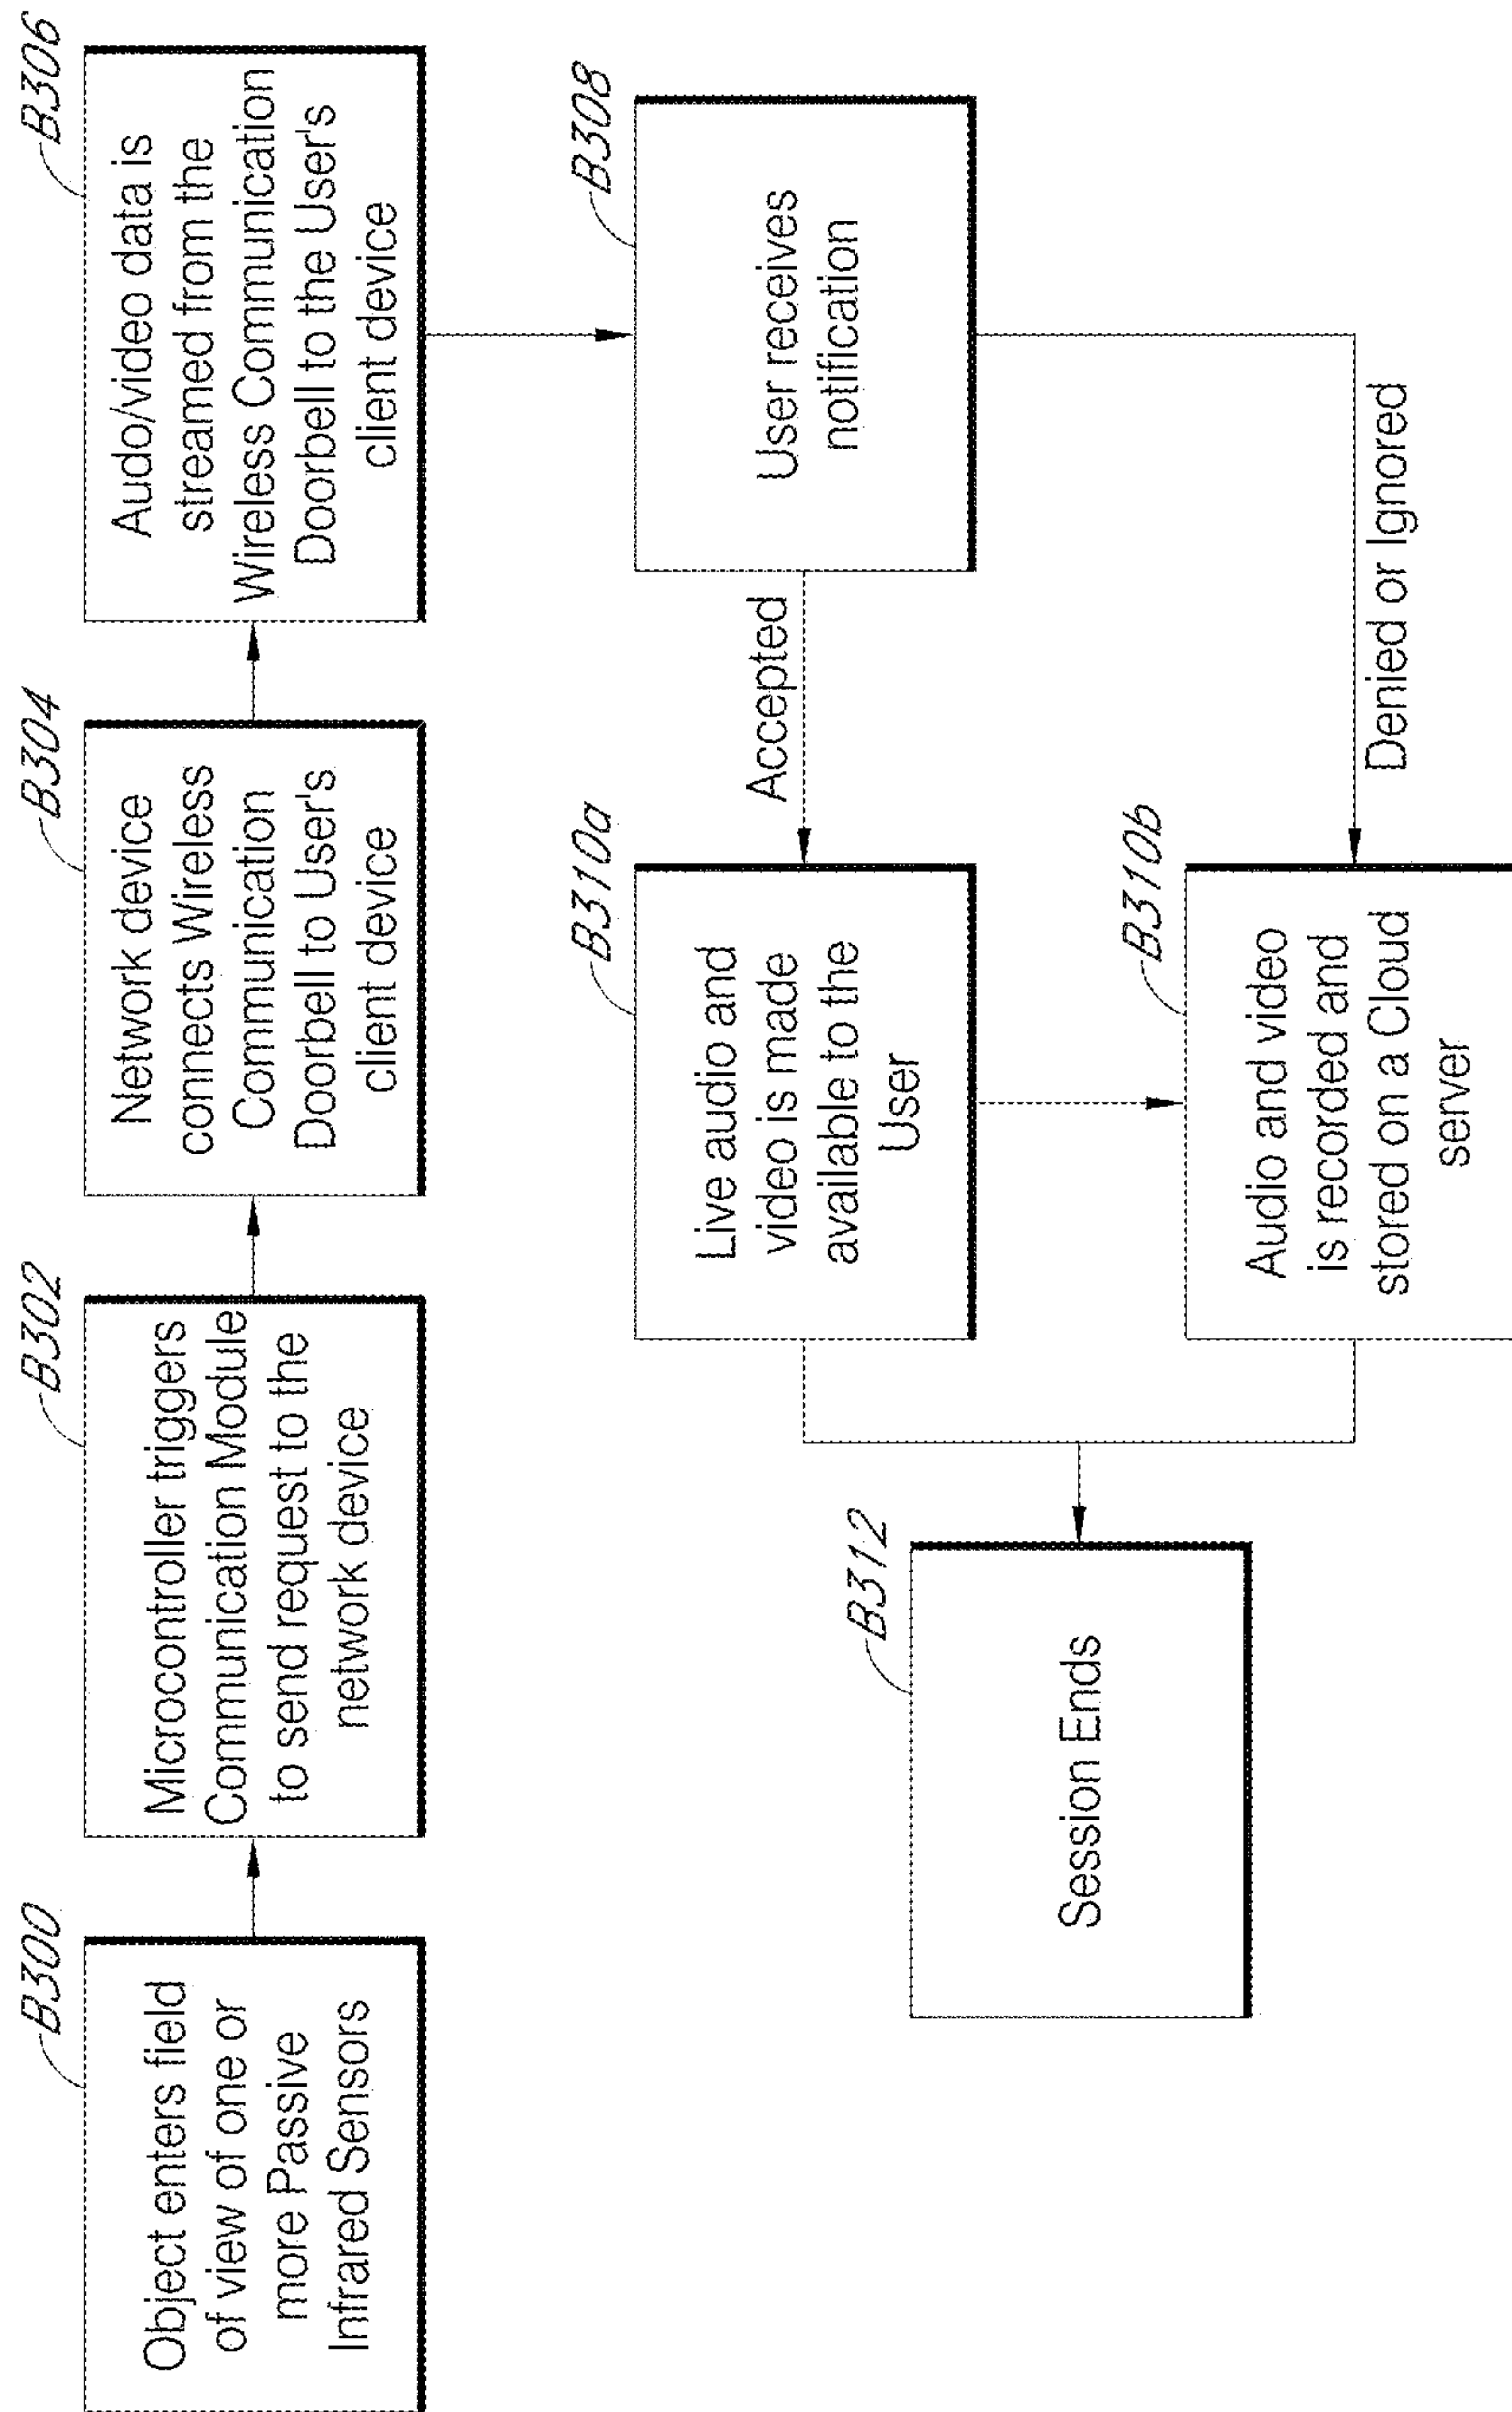 B300
Object enters field
of view of one or
more Passive
Infrared Sensors
B302
Microcontroller triggers
Communication Module
to send request to the
network device
B304
Network device
connects Wireless
Communication
Doorbell to User's
client device
B306
Audo/video data is
streamed from the
Wireless Communication
Doorbell to the User's
client device
B308
User receives
notification
Accepted
Denied or Ignored
B310a
Live audio and
video is made
available to the
User
B310b
Audio and video
is recorded and
stored on a Cloud
server
B312
Session Ends